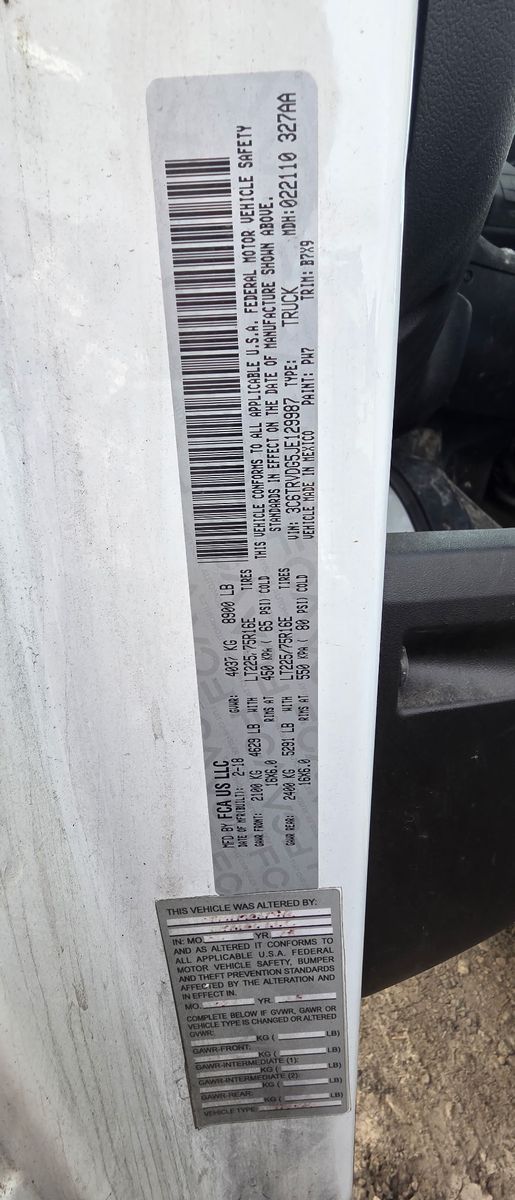 MFD BY FCA US LLC
DATE OF MFR(BUILT): 2-18 GVWR: 4037 KG 8900 LB
GAWR FRONT: 2100 KG 4629 LB WITH LT225/75R16E TIRES
16X6.0 RIMS AT 450 KPA ( 65 PSI) COLD
GAWR REAR: 2400 KG 5291 LB WITH LT225/75R16E TIRES
16X6.0 RIMS AT 550 KPA ( 80 PSI) COLD
THIS VEHICLE CONFORMS TO ALL APPLICABLE U.S.A. FEDERAL MOTOR VEHICLE SAFETY
STANDARDS IN EFFECT ON THE DATE OF MANUFACTURE SHOWN ABOVE.
VIN: 3C6TRVDG5JE129987 TYPE: TRUCK MDH:022110 327AA
VEHICLE MADE IN MEXICO PAINT: PW7 TRIM: B7X9
THIS VEHICLE WAS ALTERED BY:
IN: MO. YR.
AND AS ALTERED IT CONFORMS TO
ALL APPLICABLE U.S.A. FEDERAL
MOTOR VEHICLE SAFETY, BUMPER
AND THEFT PREVENTION STANDARDS
AFFECTED BY THE ALTERATION AND
IN EFFECT IN.
MO. YR.
COMPLETE BELOW IF GVWR, GAWR OR
VEHICLE TYPE IS CHANGED OR ALTERED
GVWR:
KG ( LB)
GAWR-FRONT:
KG ( LB)
GAWR-INTERMEDIATE (1):
KG ( LB)
GAWR-INTERMEDIATE (2):
KG ( LB)
GAWR-REAR:
KG ( LB)
VEHICLE TYPE: